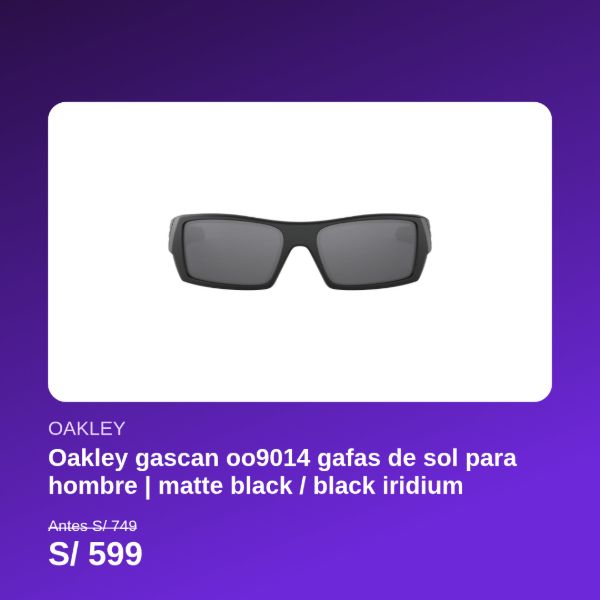 OAKLEY
Oakley gascan oo9014 gafas de sol para
hombre | matte black / black iridium
Antes S/ 749
S/ 599